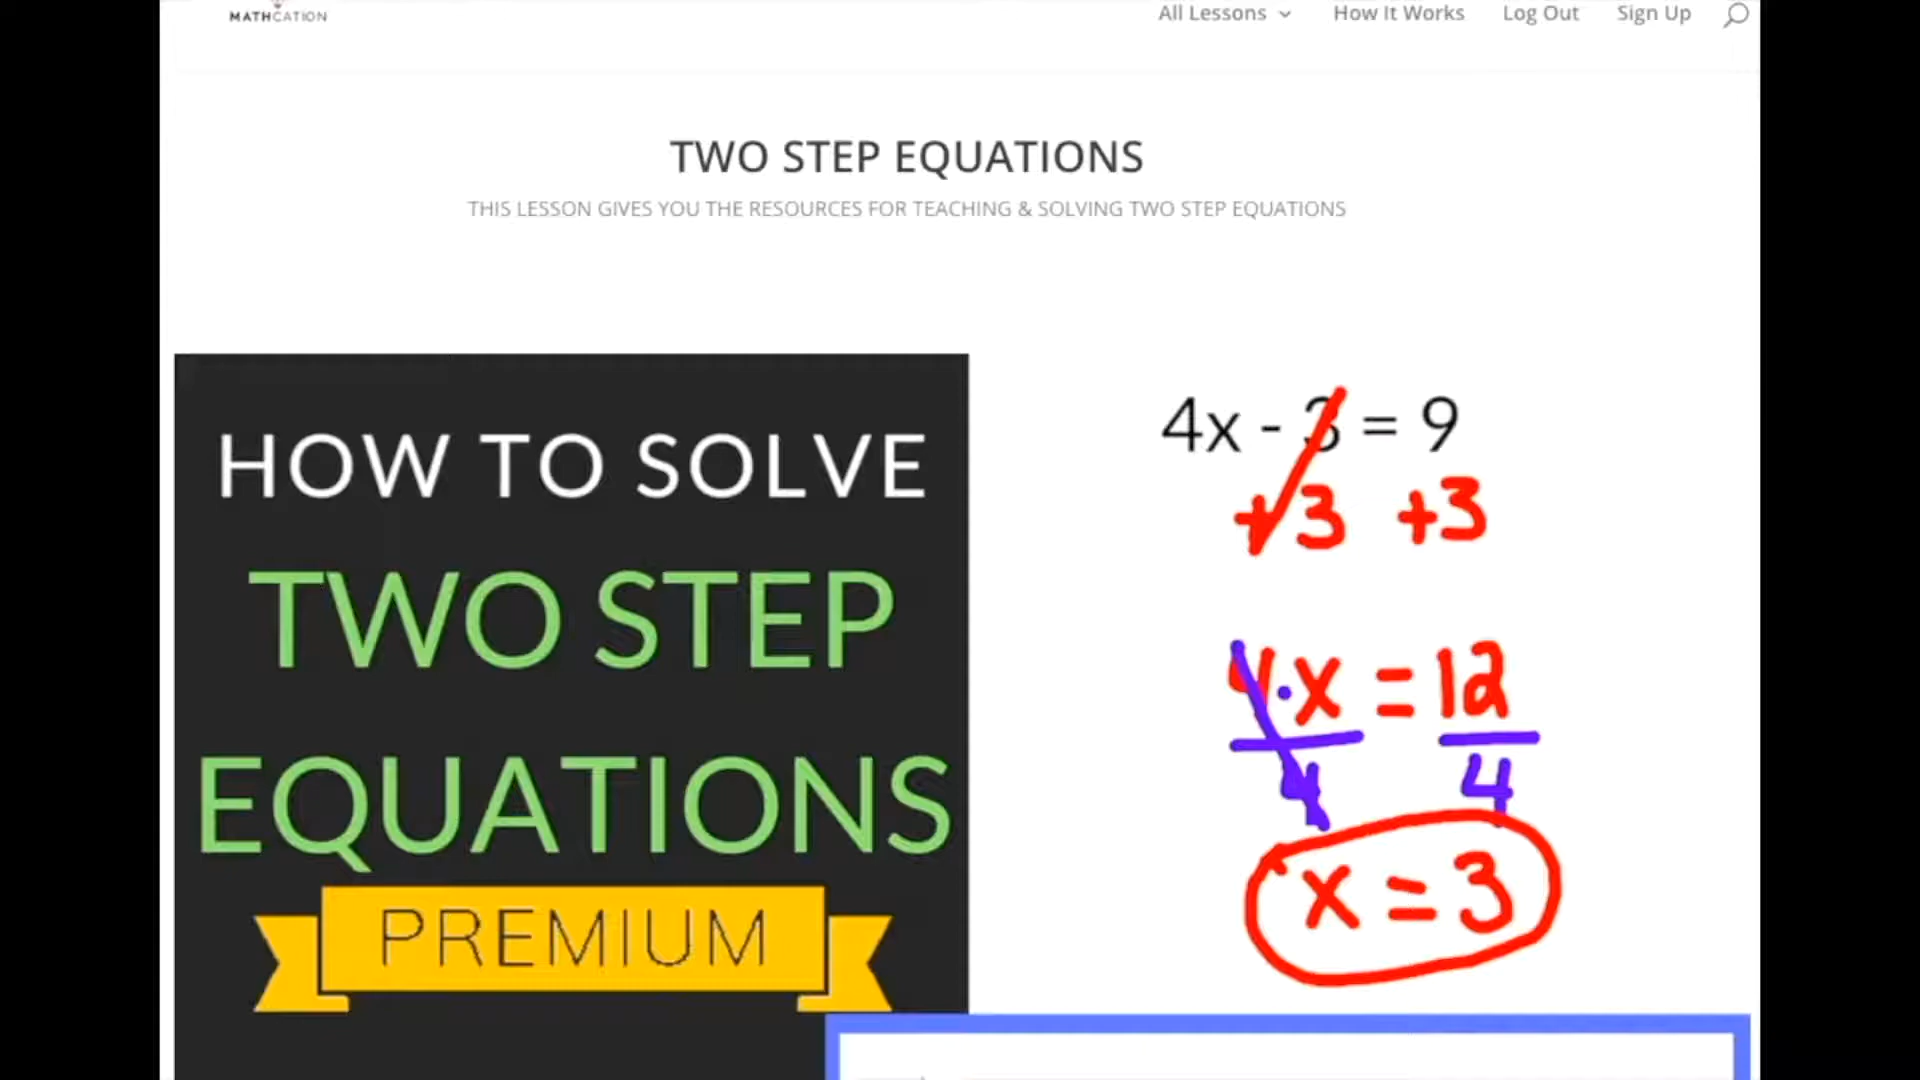 MATHCATION
All Lessons How It Works Log Out Sign Up
TWO STEP EQUATIONS
THIS LESSON GIVES YOU THE RESOURCES FOR TEACHING & SOLVING TWO STEP EQUATIONS
HOW TO SOLVE
TWO STEP
EQUATIONS
PREMIUM
4x - 3 = 9
+3 +3
4·x = 12
4 4
x = 3